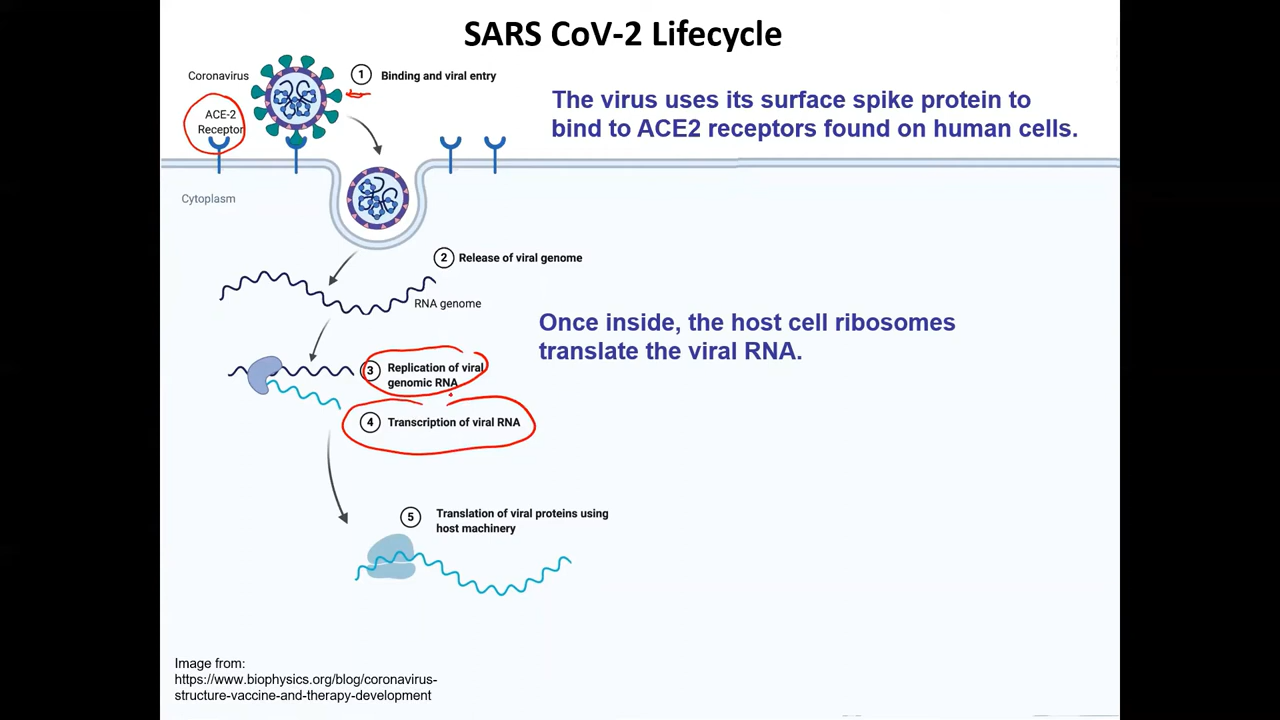 SARS CoV-2 Lifecycle
Coronavirus
1
Binding and viral entry
The virus uses its surface spike protein to
bind to ACE2 receptors found on human cells.
ACE-2
Receptor
Cytoplasm
2
Release of viral genome
RNA genome
Once inside, the host cell ribosomes
translate the viral RNA.
3
Replication of viral
genomic RNA
4
Transcription of viral RNA
5
Translation of viral proteins using
host machinery
Image from:
https://www.biophysics.org/blog/coronavirus-
structure-vaccine-and-therapy-development